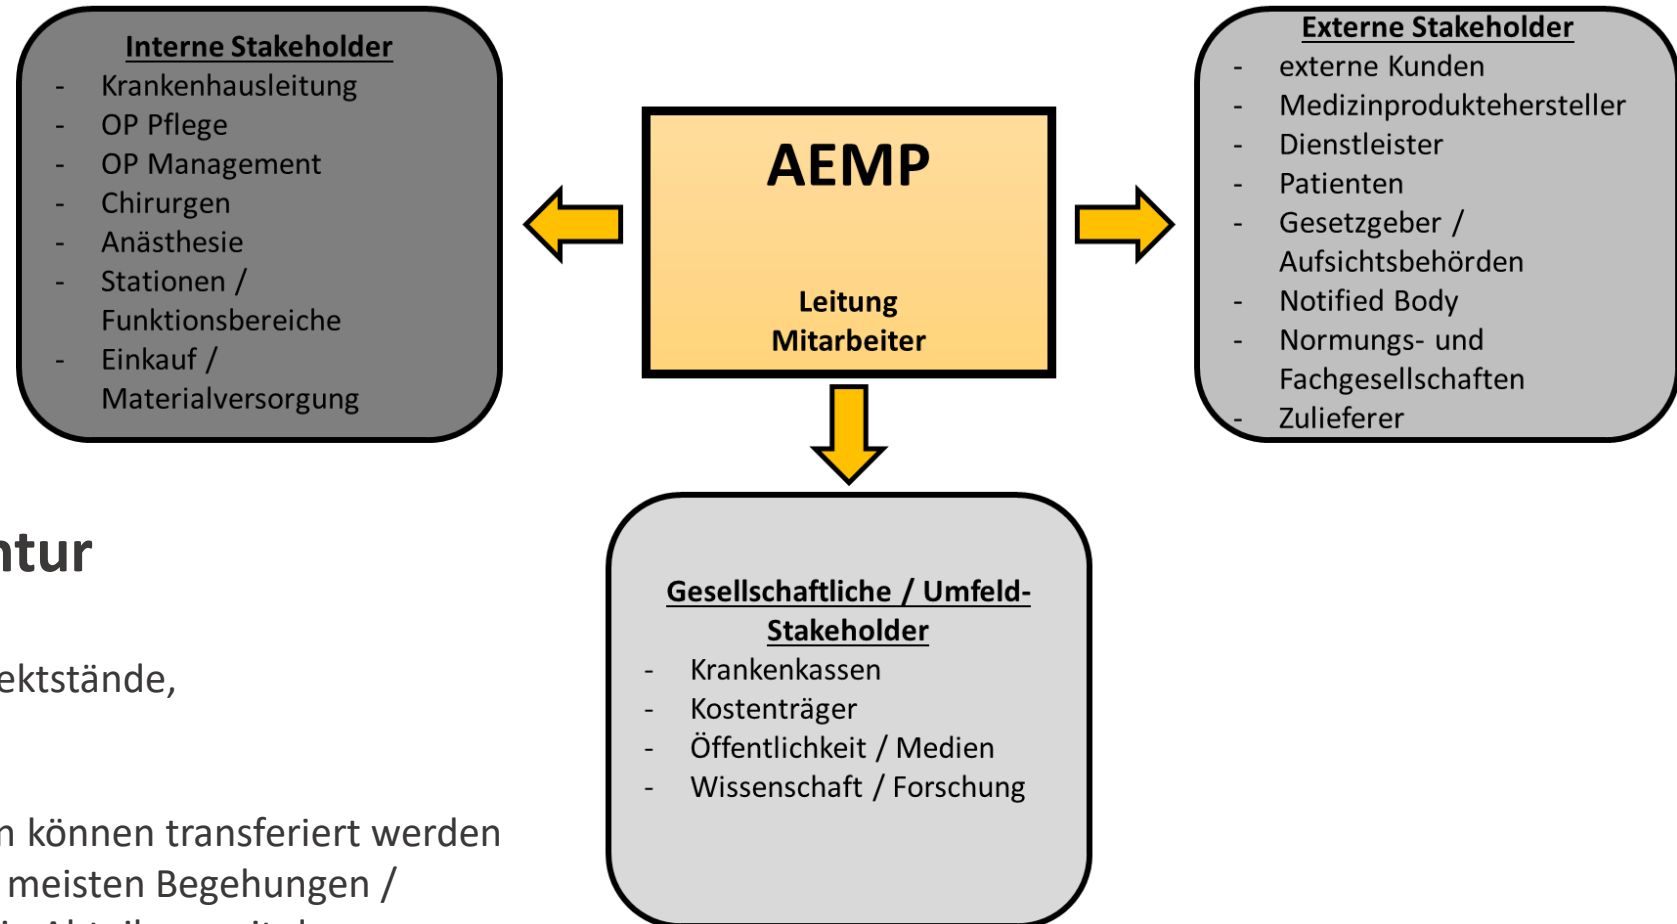 Interne Stakeholder
- Krankenhausleitung
- OP Pflege
- OP Management
- Chirurgen
- Anästhesie
- Stationen /
Funktionsbereiche
- Einkauf /
Materialversorgung
AEMP
Leitung
Mitarbeiter
Externe Stakeholder
- externe Kunden
- Medizinproduktehersteller
- Dienstleister
- Patienten
- Gesetzgeber /
Aufsichtsbehörden
- Notified Body
- Normungs- und
Fachgesellschaften
- Zulieferer
Gesellschaftliche / Umfeld-
Stakeholder
- Krankenkassen
- Kostenträger
- Öffentlichkeit / Medien
- Wissenschaft / Forschung
ntur
ektstände,
n können transferiert werden
meisten Begehungen /